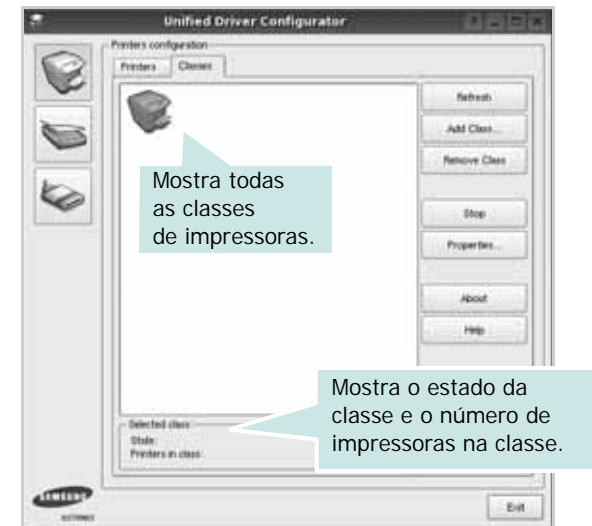 Unified Driver Configurator
Printers configuration
Printers
Classes
Refresh
Add Class...
Remove Class
Stop
Properties...
About
Help
Mostra todas
as classes
de impressoras.
Mostra o estado da
classe e o número de
impressoras na classe.
Selected class:
State:
Printers in class:
SAMSUNG
ELECTRONICS
Exit